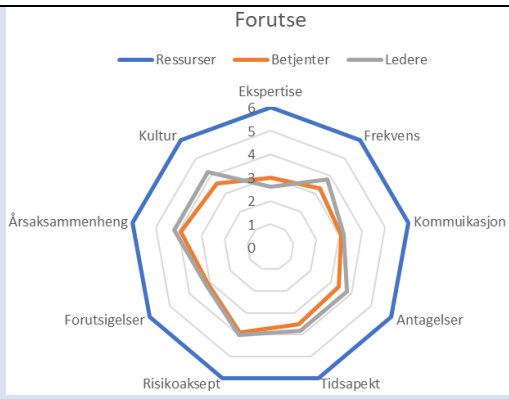 Forutse
Ressurser Betjenter Ledere
Ekspertise
Frekvens
Kommuikasjon
Antagelser
Tidsapekt
Risikoaksept
Forutsigelser
Årsaksammenheng
Kultur
6
5
4
3
2
1
0